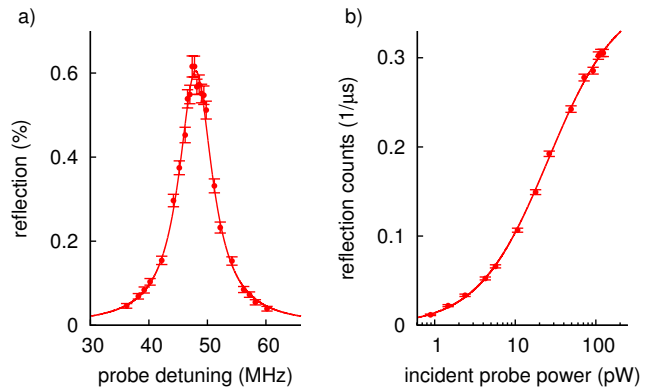 a)
reflection (%)
0.6
0.4
0.2
0
30
40
50
60
probe detuning (MHz)
b)
reflection counts (1/μs)
0.3
0.2
0.1
0
1
10
100
incident probe power (pW)